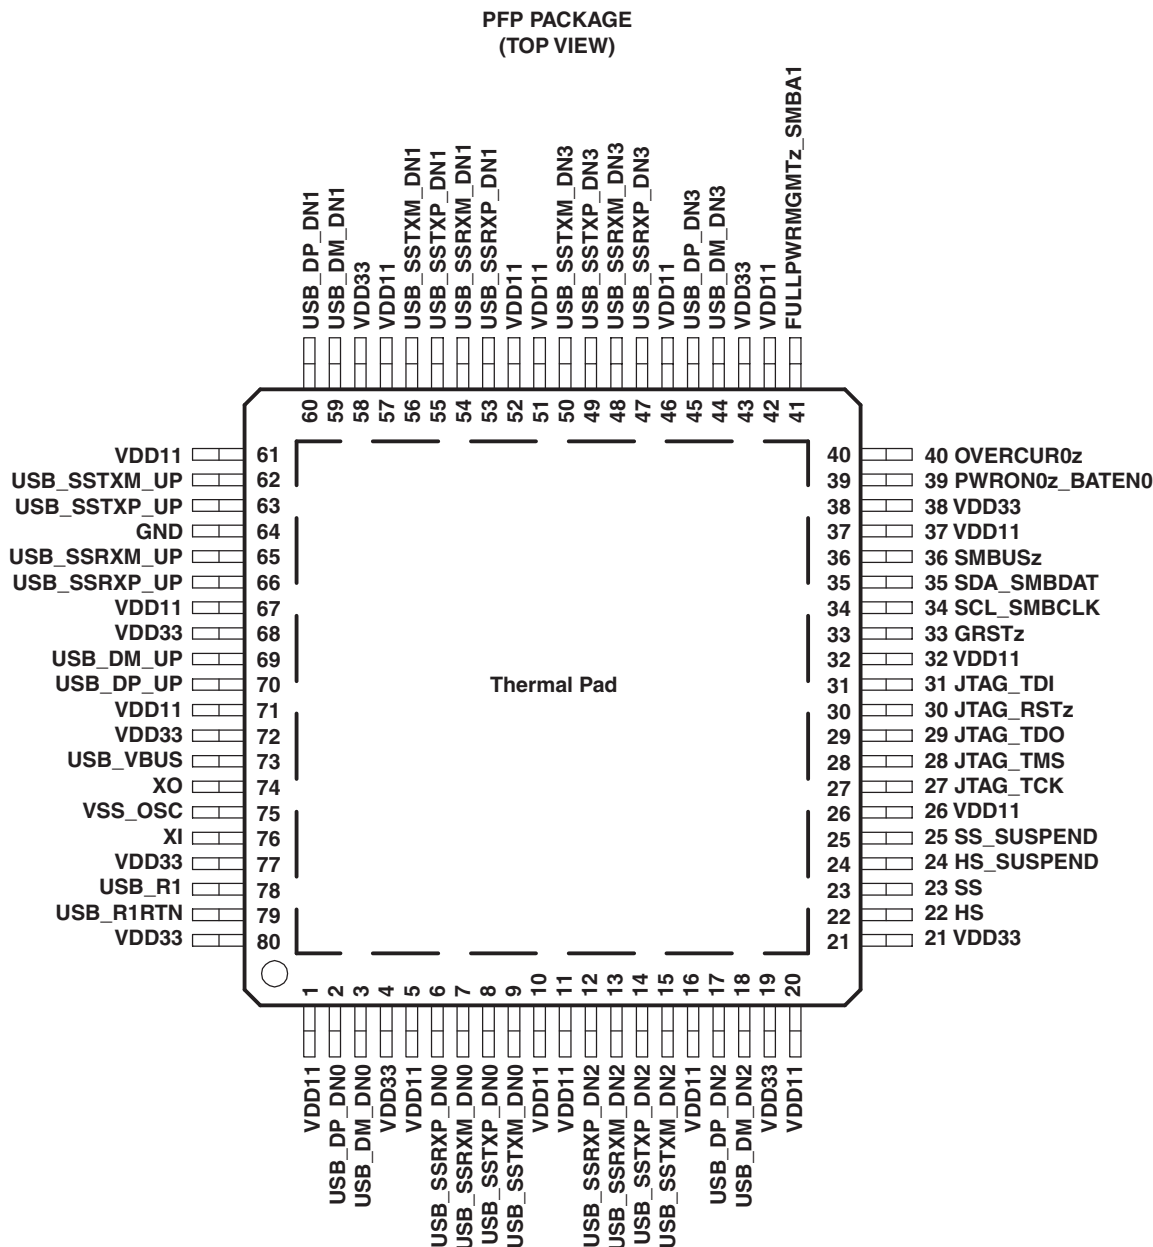 PFP PACKAGE
(TOP VIEW)
USB_DP_DN1
USB_DM_DN1
VDD33
VDD11
USB_SSTXM_DN1
USB_SSTXP_DN1
USB_SSRXM_DN1
USB_SSRXP_DN1
VDD11
VDD11
USB_SSTXM_DN3
USB_SSTXP_DN3
USB_SSRXM_DN3
USB_SSRXP_DN3
VDD11
USB_DP_DN3
USB_DM_DN3
VDD33
VDD11
FULLPWRMGMTz_SMBA1
60
59
58
57
56
55
54
53
52
51
50
49
48
47
46
45
44
43
42
41
VDD11 61
USB_SSTXM_UP 62
USB_SSTXP_UP 63
GND 64
USB_SSRXM_UP 65
USB_SSRXP_UP 66
VDD11 67
VDD33 68
USB_DM_UP 69
USB_DP_UP 70
VDD11 71
VDD33 72
USB_VBUS 73
XO 74
VSS_OSC 75
XI 76
VDD33 77
USB_R1 78
USB_R1RTN 79
VDD33 80
Thermal Pad
40 40 OVERCUR0z
39 39 PWRON0z_BATEN0
38 38 VDD33
37 37 VDD11
36 36 SMBUSz
35 35 SDA_SMBDAT
34 34 SCL_SMBCLK
33 33 GRSTz
32 32 VDD11
31 31 JTAG_TDI
30 30 JTAG_RSTz
29 29 JTAG_TDO
28 28 JTAG_TMS
27 27 JTAG_TCK
26 26 VDD11
25 25 SS_SUSPEND
24 24 HS_SUSPEND
23 23 SS
22 22 HS
21 21 VDD33
1
2
3
4
5
6
7
8
9
10
11
12
13
14
15
16
17
18
19
20
VDD11
USB_DP_DN0
USB_DM_DN0
VDD33
VDD11
USB_SSRXP_DN0
USB_SSRXM_DN0
USB_SSTXP_DN0
USB_SSTXM_DN0
VDD11
VDD11
USB_SSRXP_DN2
USB_SSRXM_DN2
USB_SSTXP_DN2
USB_SSTXM_DN2
VDD11
USB_DP_DN2
USB_DM_DN2
VDD33
VDD11